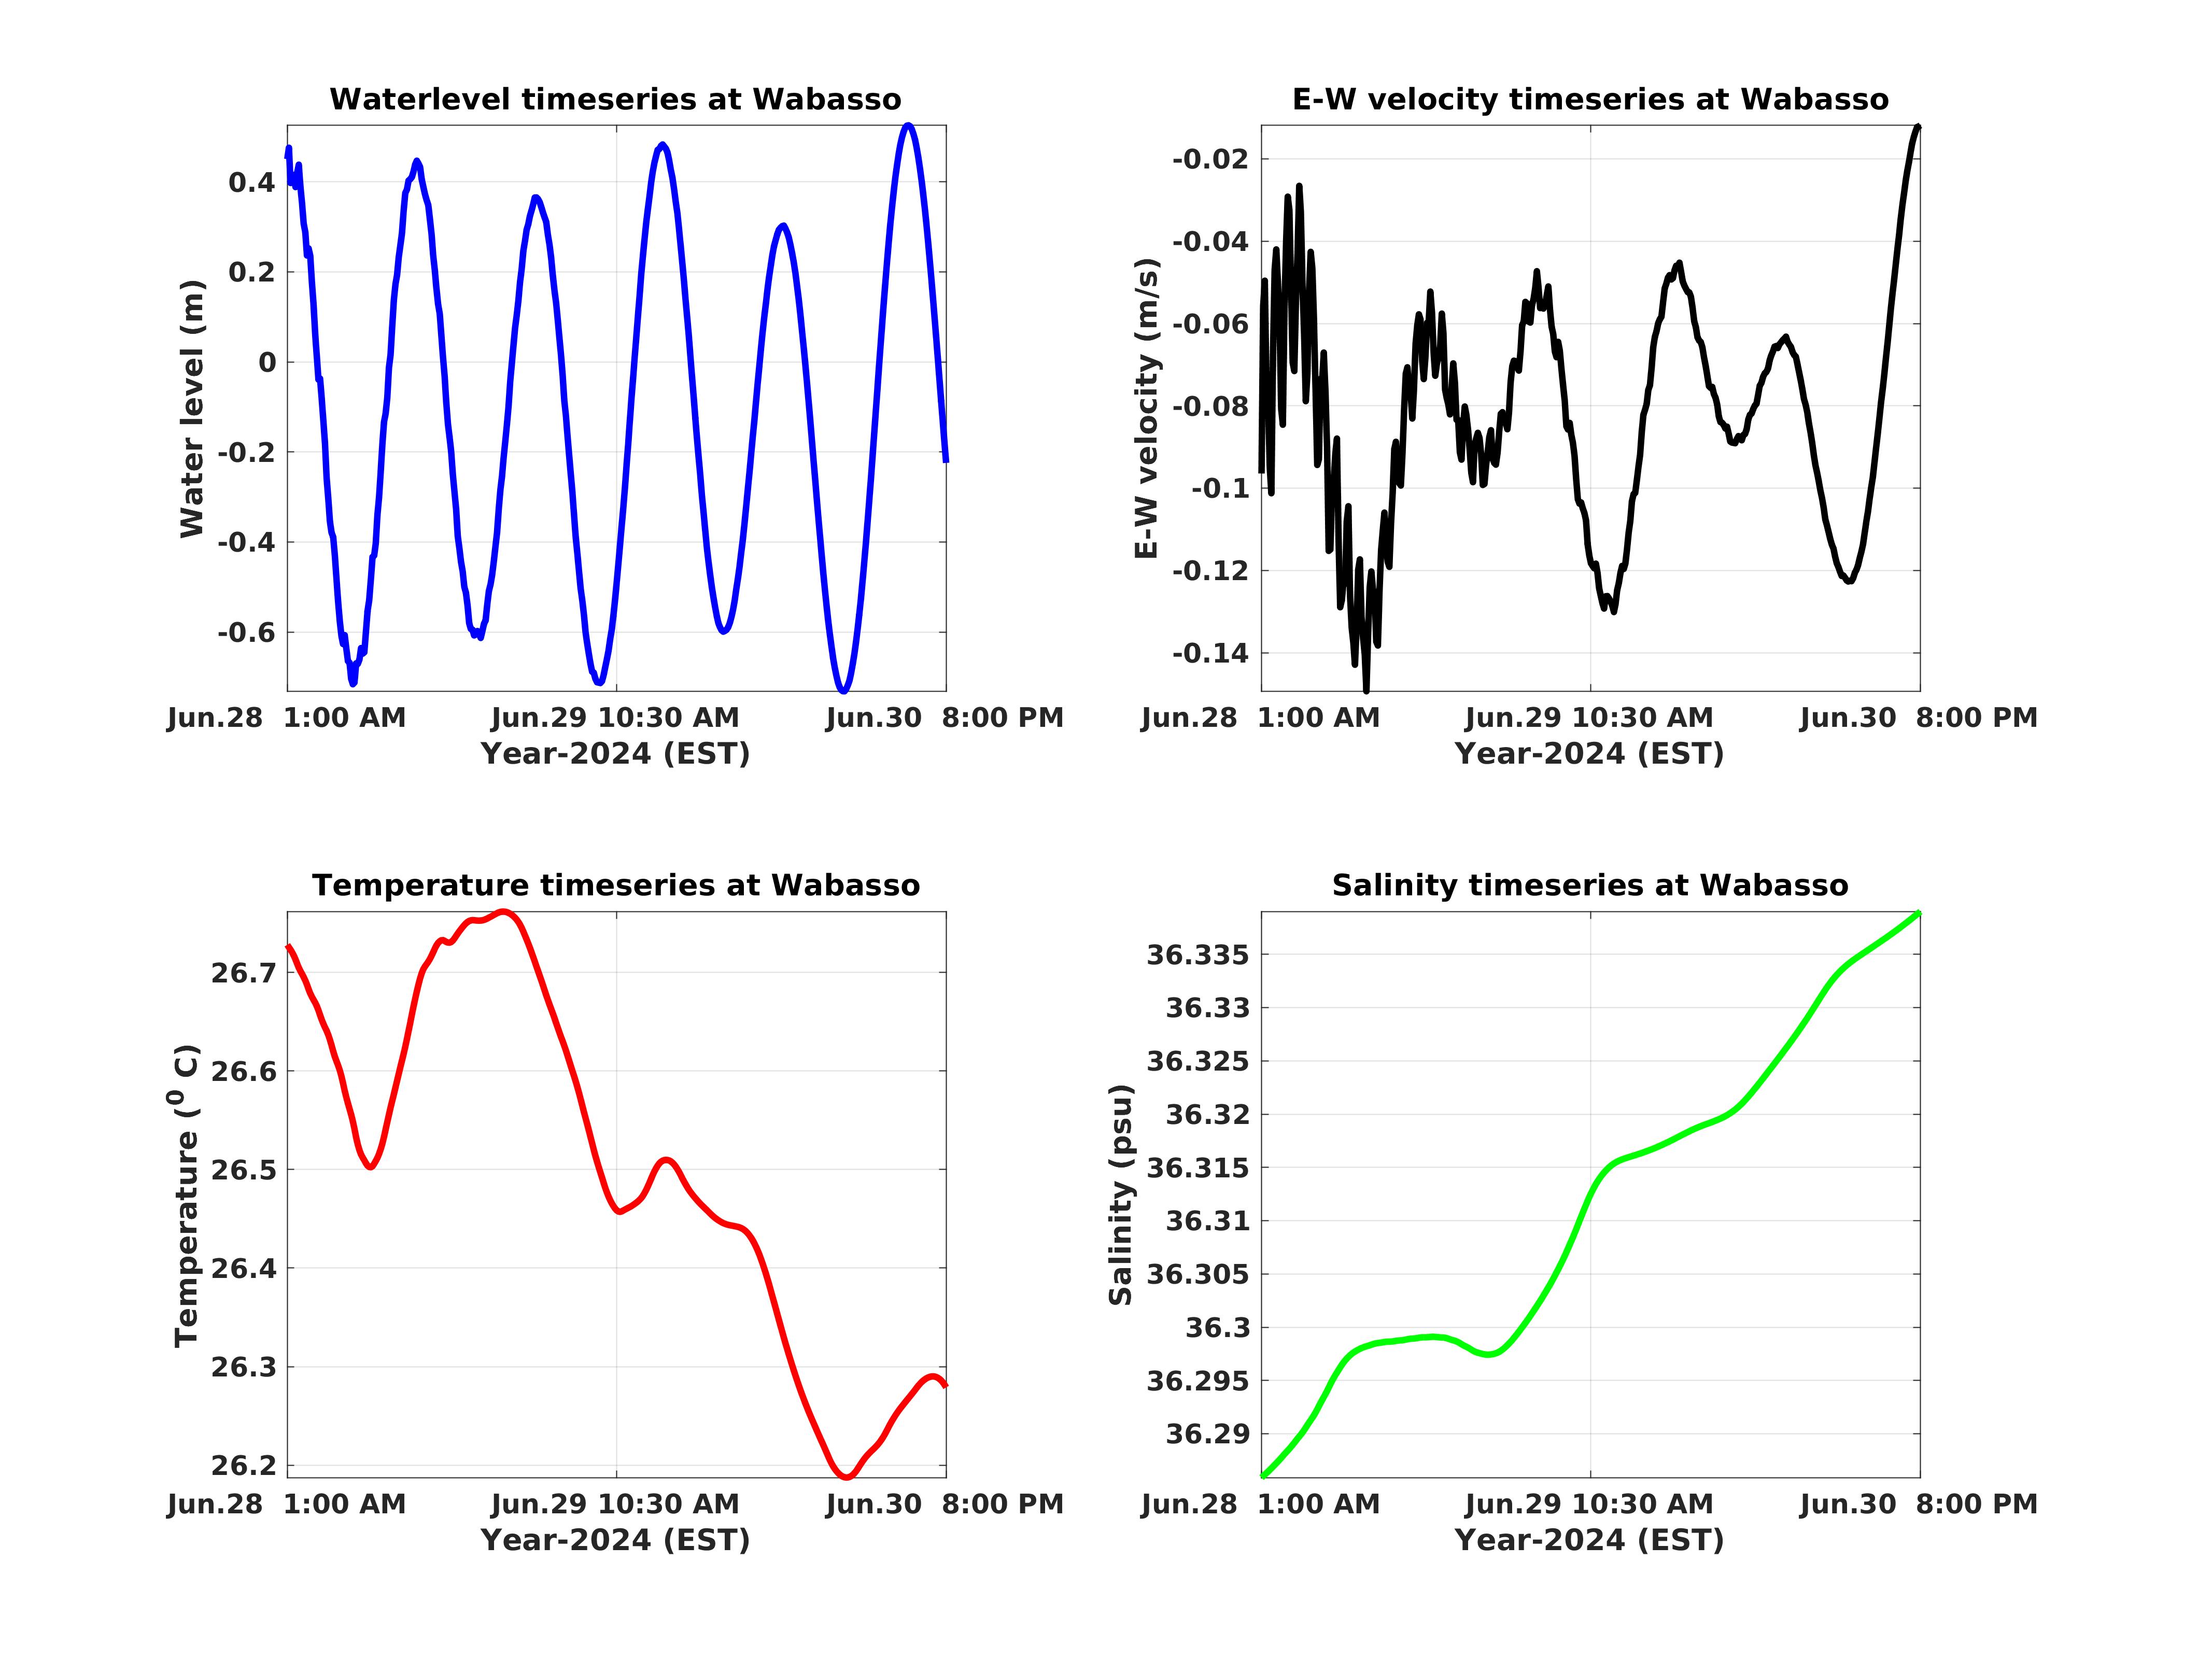 Waterlevel timeseries at Wabasso
Water level (m)
0.4
0.2
0
-0.2
-0.4
-0.6
Jun.28  1:00 AM
Jun.29 10:30 AM
Jun.30  8:00 PM
Year-2024 (EST)
E-W velocity timeseries at Wabasso
E-W velocity (m/s)
-0.02
-0.04
-0.06
-0.08
-0.1
-0.12
-0.14
Jun.28  1:00 AM
Jun.29 10:30 AM
Jun.30  8:00 PM
Year-2024 (EST)
Temperature timeseries at Wabasso
Temperature (⁰ C)
26.7
26.6
26.5
26.4
26.3
26.2
Jun.28  1:00 AM
Jun.29 10:30 AM
Jun.30  8:00 PM
Year-2024 (EST)
Salinity timeseries at Wabasso
Salinity (psu)
36.335
36.33
36.325
36.32
36.315
36.31
36.305
36.3
36.295
36.29
Jun.28  1:00 AM
Jun.29 10:30 AM
Jun.30  8:00 PM
Year-2024 (EST)